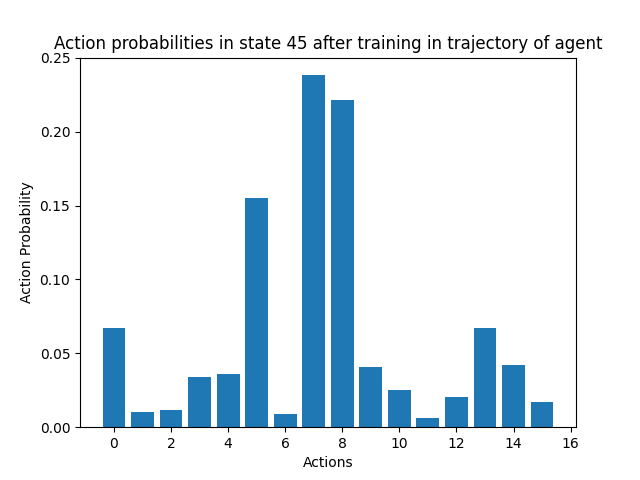 Action probabilities in state 45 after training in trajectory of agent
0.25
0.20
0.15
0.10
0.05
0.00
Action Probability
0 2 4 6 8 10 12 14 16
Actions